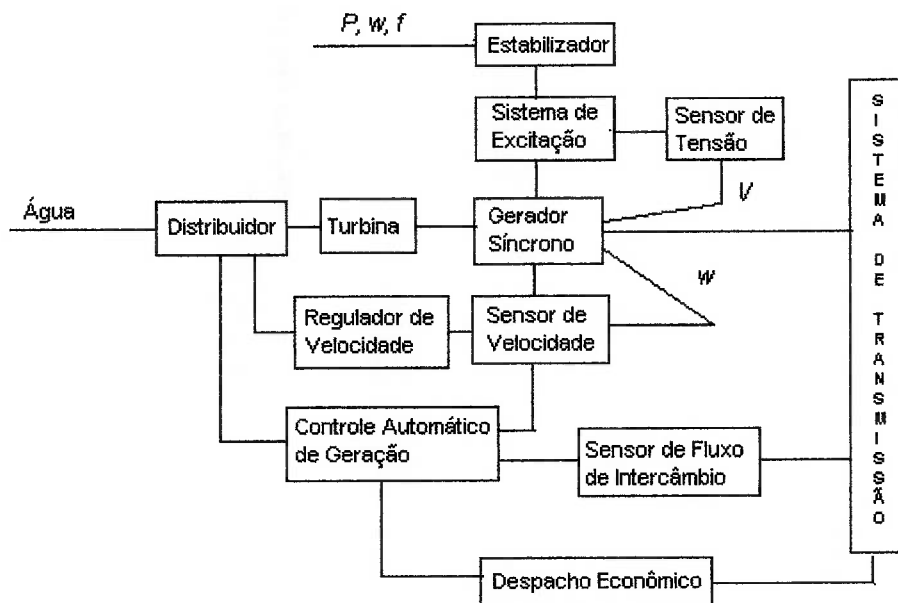 P, w, f
Estabilizador
Sistema de
Excitação
Sensor de
Tensão
V
Água
Distribuidor
Turbina
Gerador
Síncrono
w
Regulador de
Velocidade
Sensor de
Velocidade
Controle Automático
de Geração
Sensor de Fluxo
de Intercâmbio
Despacho Econômico
SISTEMA DE TRANSMISSÃO